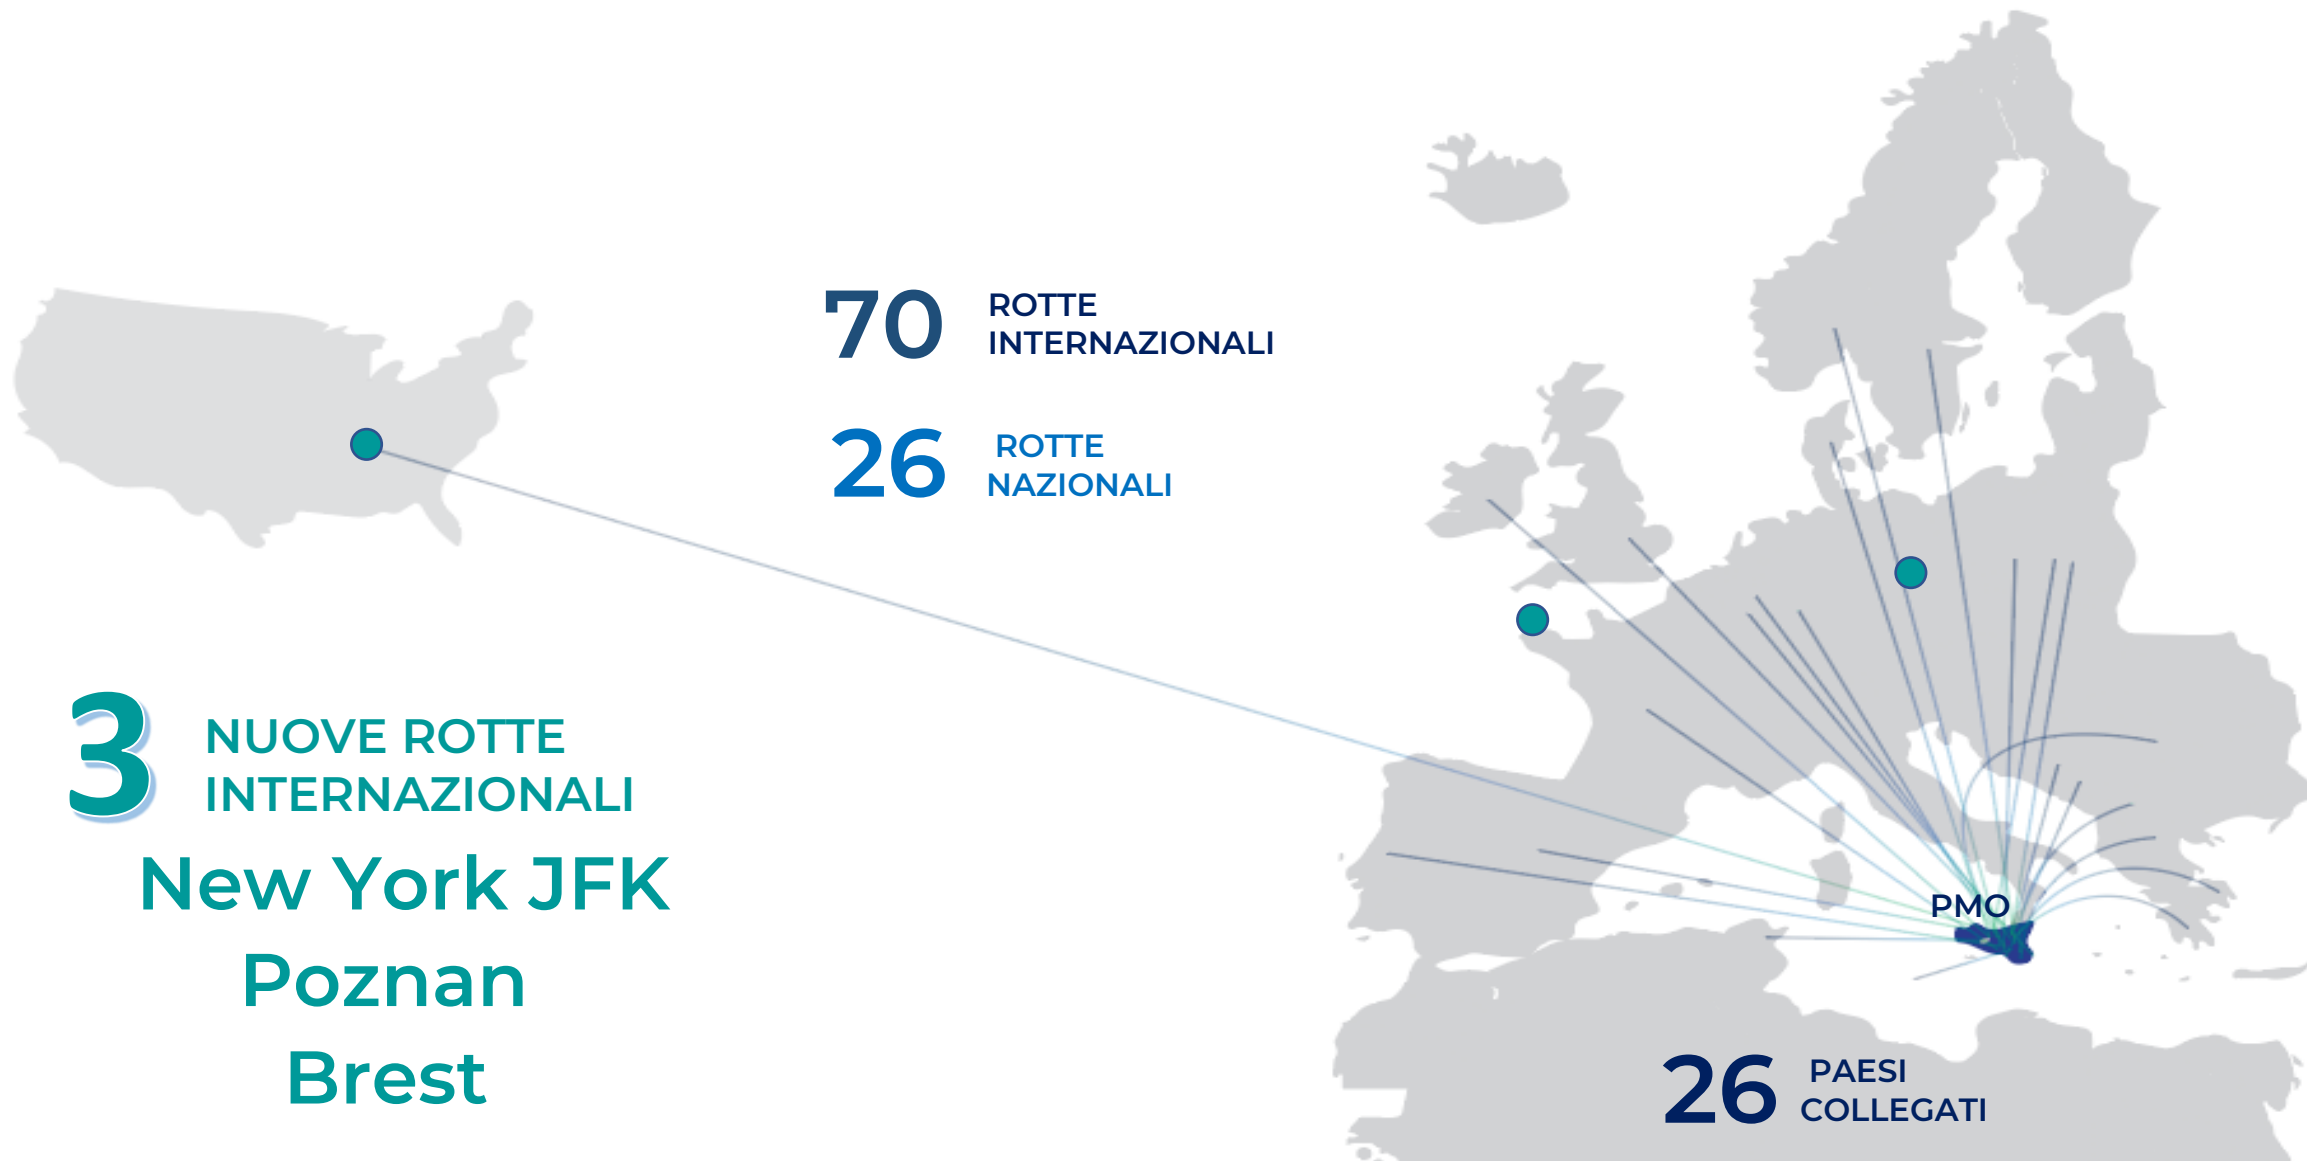 70
ROTTE
INTERNAZIONALI
26
ROTTE
NAZIONALI
3
NUOVE ROTTE
INTERNAZIONALI
New York JFK
Poznan
Brest
PMO
26
PAESI
COLLEGATI